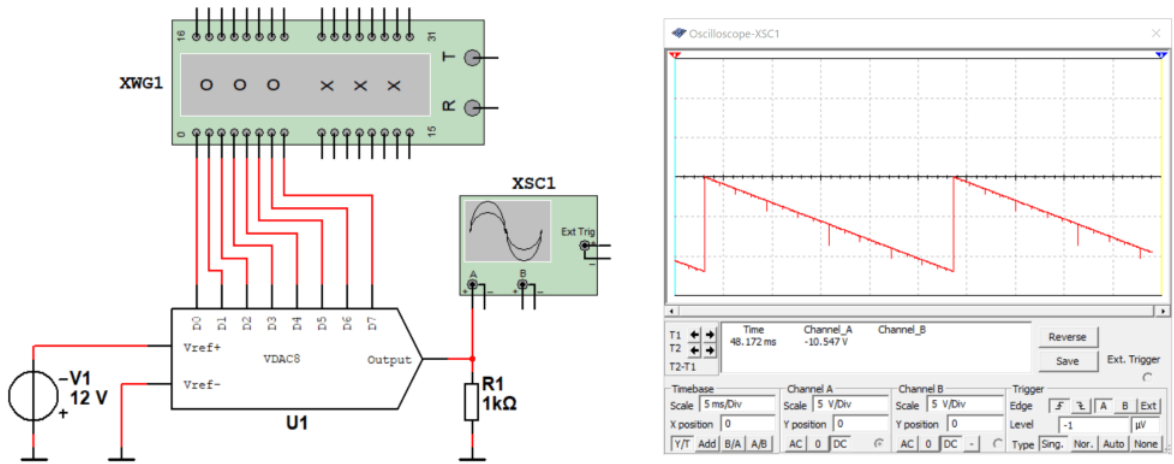 16
31
XWG1
O O O X X X
T
R
0
15
XSC1
Ext Trig
+
−
A
B
+ − + −
D0 D1 D2 D3 D4 D5 D6 D7
Vref+
VDAC8
Output
Vref-
−V1
12 V
+
U1
R1
1kΩ
Oscilloscope-XSC1
1
2
T1
T2
T2-T1
Time Channel_A Channel_B
48.172 ms -10.547 V
Reverse
Save
Ext. Trigger
Timebase
Scale 5 ms/Div
X position 0
Y/T Add B/A A/B
Channel A
Scale 5 V/Div
Y position 0
AC 0 DC
Channel B
Scale 5 V/Div
Y position 0
AC 0 DC -
Trigger
Edge A B Ext
Level -1 µV
Type Sing. Nor. Auto None